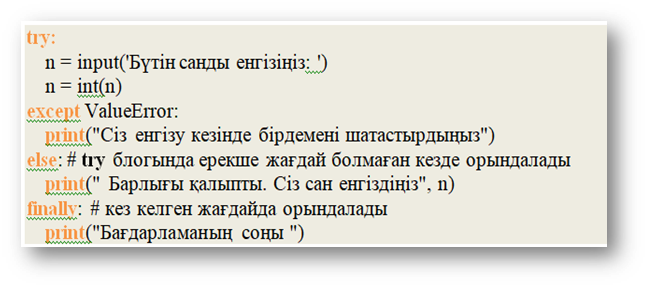 try:
n = input('Бүтін санды енгізіңіз: ')
n = int(n)
except ValueError:
print("Сіз енгізу кезінде бірдемені шатастырдыңыз")
else: # try блогында ерекше жағдай болмаған кезде орындалады
print(" Барлығы қалыпты. Сіз сан енгіздіңіз", n)
finally: # кез келген жағдайда орындалады
print("Бағдарламаның соңы ")